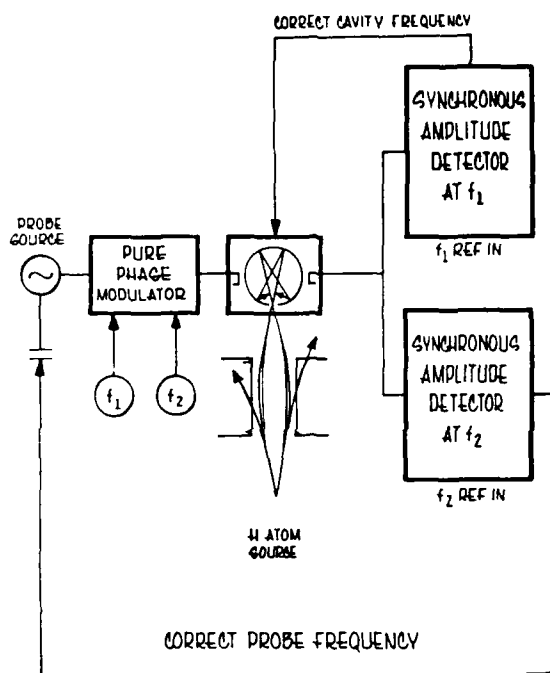 CORRECT CAVITY FREQUENCY
SYNCHRONOUS
AMPLITUDE
DETECTOR
AT f1
f1 REF IN
PROBE
SOURCE
PURE
PHAGE
MODULATOR
f1
f2
SYNCHRONOUS
AMPLITUDE
DETECTOR
AT f2
f2 REF IN
H ATOM
SOURCE
CORRECT PROBE FREQUENCY